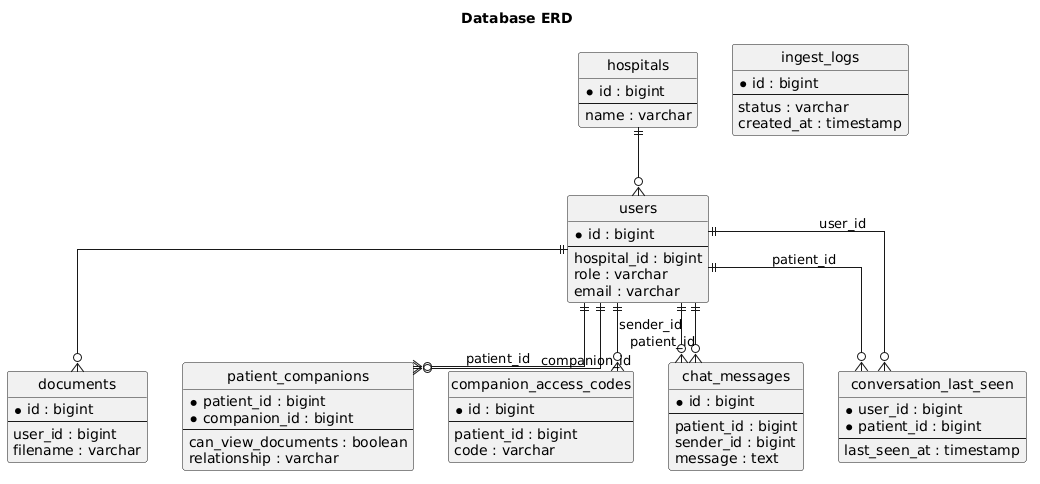 Database ERD
hospitals
id : bigint
name : varchar
ingest_logs
id : bigint
status : varchar
created_at : timestamp
users
id : bigint
hospital_id : bigint
role : varchar
email : varchar
user_id
patient_id
sender_id
patient_id
patient_id
companion_id
documents
id : bigint
user_id : bigint
filename : varchar
patient_companions
patient_id : bigint
companion_id : bigint
can_view_documents : boolean
relationship : varchar
companion_access_codes
id : bigint
patient_id : bigint
code : varchar
chat_messages
id : bigint
patient_id : bigint
sender_id : bigint
message : text
conversation_last_seen
user_id : bigint
patient_id : bigint
last_seen_at : timestamp